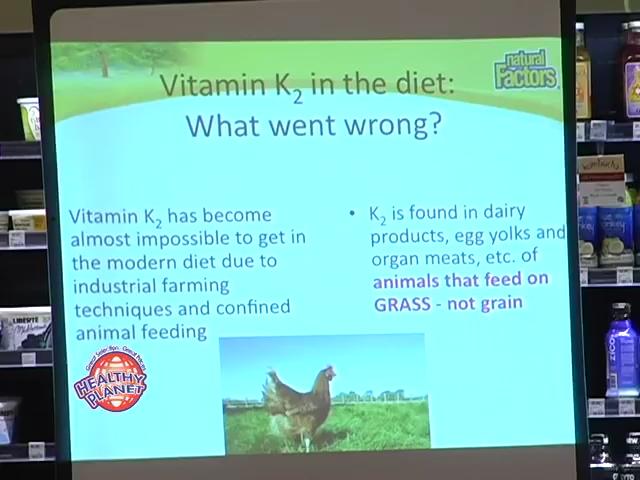 natural
Factors
Vitamin K2 in the diet:
What went wrong?
Vitamin K2 has become
almost impossible to get in
the modern diet due to
industrial farming
techniques and confined
animal feeding
• K2 is found in dairy
products, egg yolks and
organ meats, etc. of
animals that feed on
GRASS - not grain
HEALTHY
PLANET
LIBERTÉ
ZICO